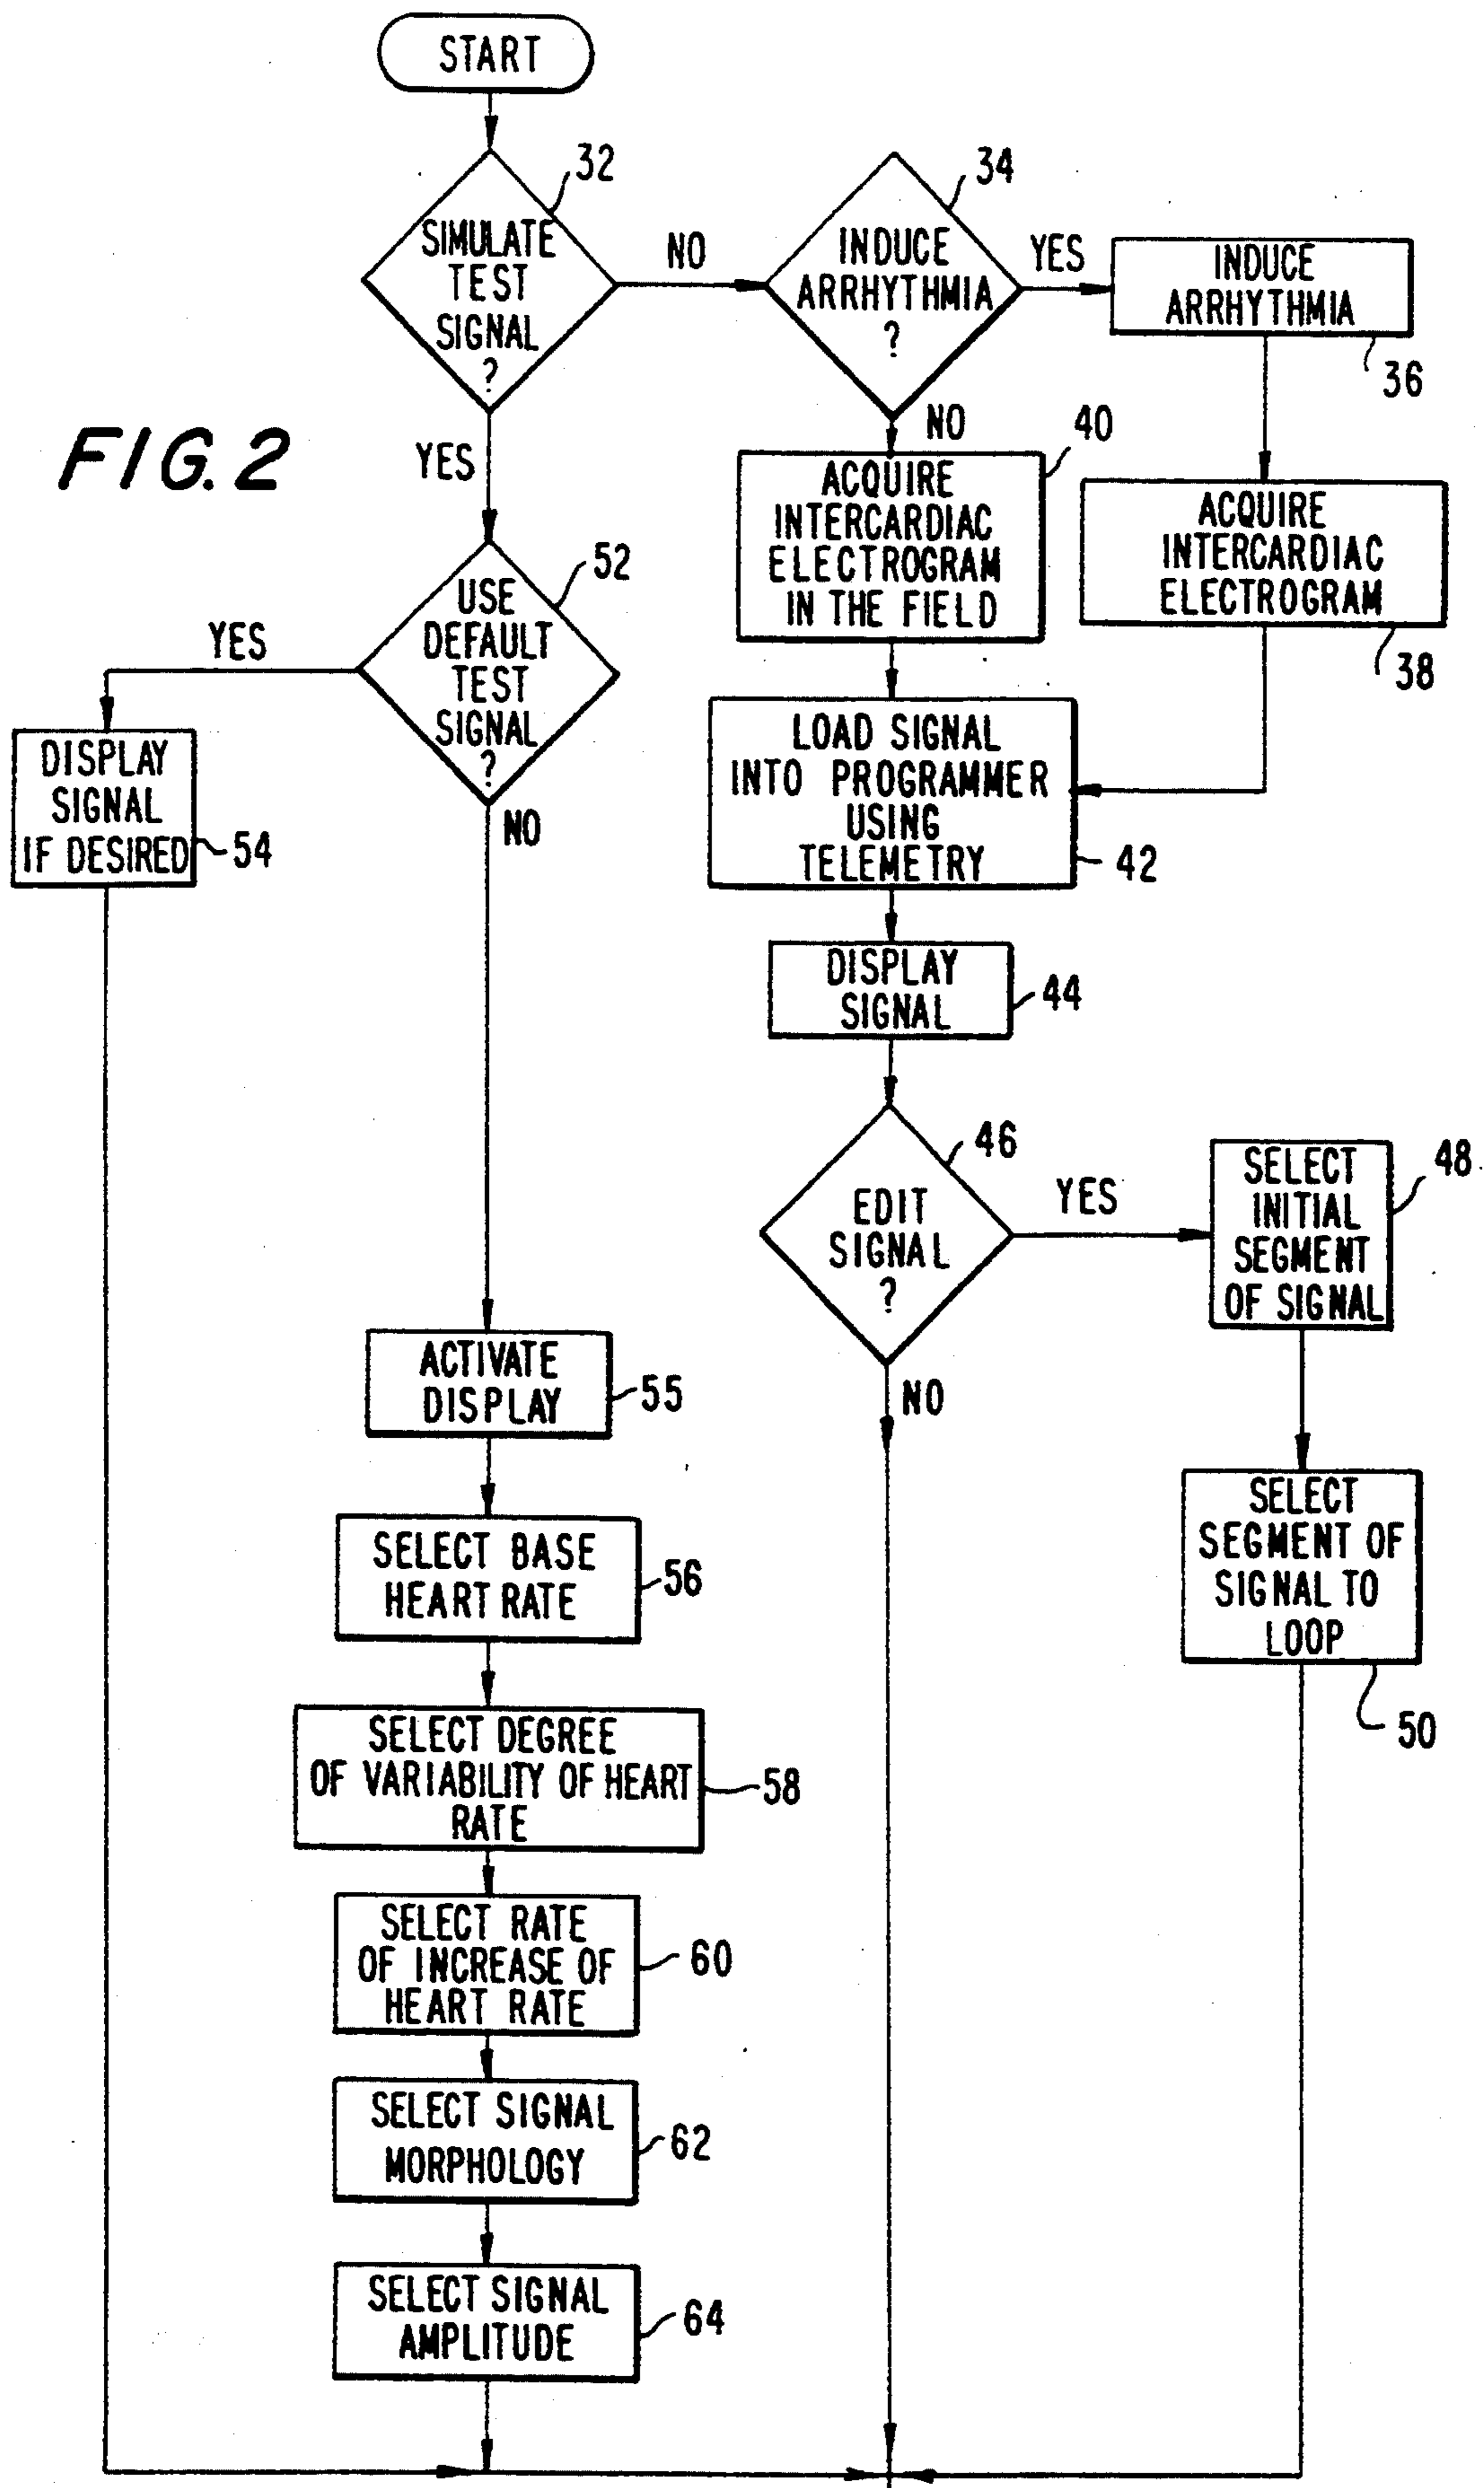 START
32
SIMULATE
TEST
SIGNAL
?
NO
34
INDUCE
ARRHYTHMIA
?
YES
INDUCE
ARRHYTHMIA
36
FIG. 2
YES
NO
40
ACQUIRE
INTERCARDIAC
ELECTROGRAM
IN THE FIELD
ACQUIRE
INTERCARDIAC
ELECTROGRAM
38
52
USE
DEFAULT
TEST
SIGNAL
?
YES
NO
DISPLAY
SIGNAL
IF DESIRED
54
LOAD SIGNAL
INTO PROGRAMMER
USING
TELEMETRY
42
DISPLAY
SIGNAL
44
46
EDIT
SIGNAL
?
YES
NO
48
SELECT
INITIAL
SEGMENT
OF SIGNAL
SELECT
SEGMENT OF
SIGNAL TO
LOOP
50
ACTIVATE
DISPLAY
55
SELECT BASE
HEART RATE
56
SELECT DEGREE
OF VARIABILITY OF HEART
RATE
58
SELECT RATE
OF INCREASE OF
HEART RATE
60
SELECT SIGNAL
MORPHOLOGY
62
SELECT SIGNAL
AMPLITUDE
64